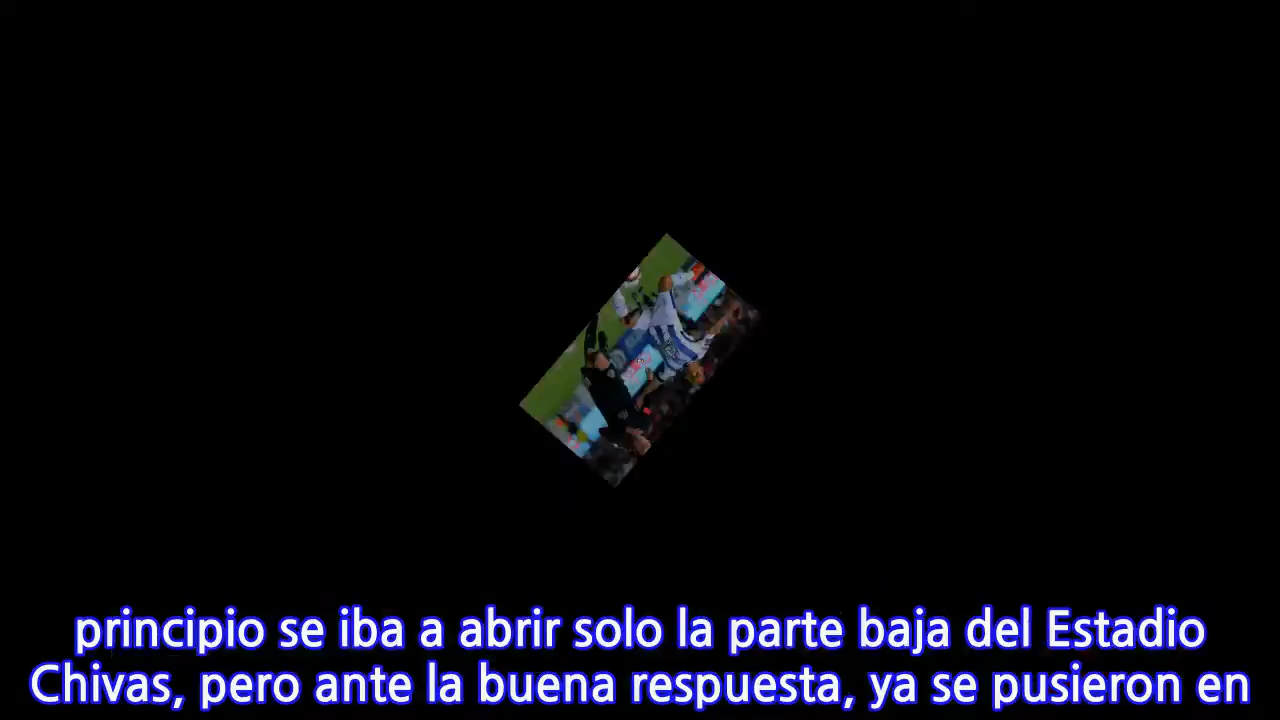 principio se iba a abrir solo la parte baja del Estadio
Chivas, pero ante la buena respuesta, ya se pusieron en